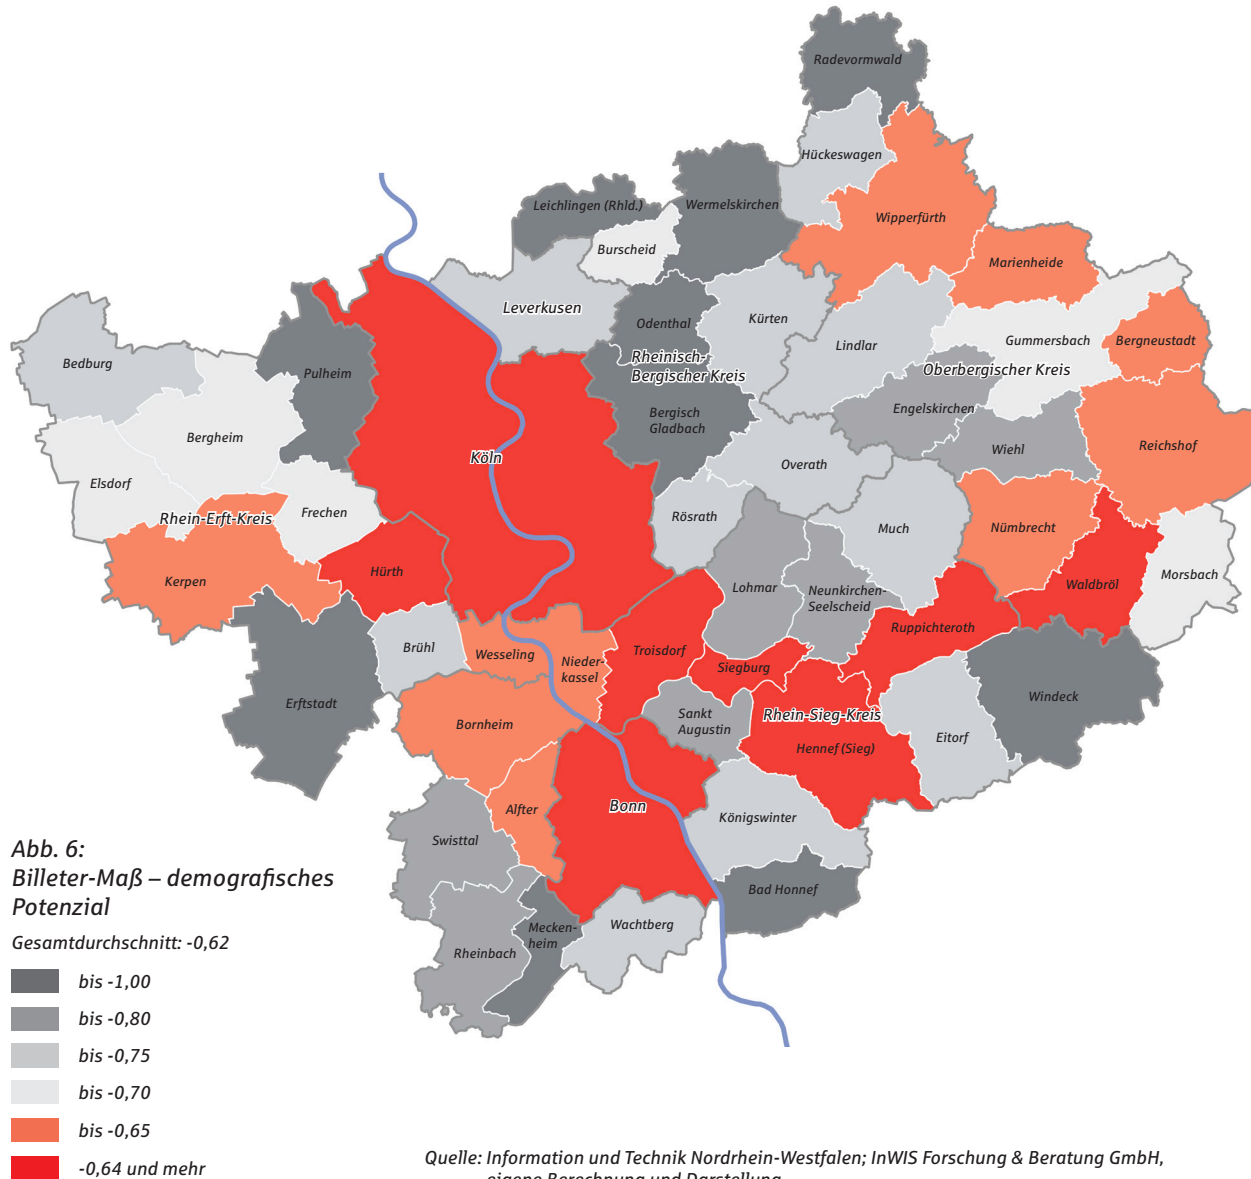 Radevormwald
Hückeswagen
Leichlingen (Rhld.)
Wermelskirchen
Wipperfürth
Burscheid
Marienheide
Leverkusen
Kürten
Odenthal
Lindlar
Gummersbach
Bergneustadt
Bedburg
Pulheim
Rheinisch-
Bergischer Kreis
Oberbergischer Kreis
Bergisch
Gladbach
Engelskirchen
Bergheim
Wiehl
Reichshof
Köln
Overath
Elsdorf
Rhein-Erft-Kreis
Frechen
Rösrath
Much
Nümbrecht
Kerpen
Hürth
Lohmar
Neunkirchen-
Seelscheid
Waldbröl
Morsbach
Ruppichteroth
Brühl
Wesseling
Nieder-
kassel
Troisdorf
Siegburg
Windeck
Erftstadt
Bornheim
Sankt
Augustin
Rhein-Sieg-Kreis
Hennef (Sieg)
Eitorf
Alfter
Bonn
Königswinter
Swisttal
Bad Honnef
Meckenheim
Wachtberg
Rheinbach
Abb. 6:
Billeter-Maß – demografisches
Potenzial
Gesamtdurchschnitt: -0,62
bis -1,00
bis -0,80
bis -0,75
bis -0,70
bis -0,65
-0,64 und mehr
Quelle: Information und Technik Nordrhein-Westfalen; InWIS Forschung & Beratung GmbH,
eigene Berechnung und Darstellung